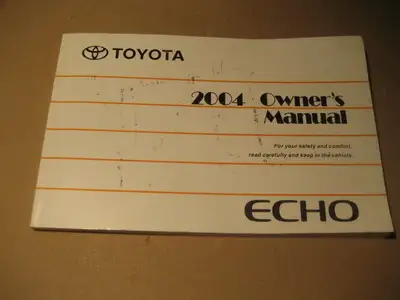 TOYOTA
2004 Owner's
Manual
For your safety and comfort,
read carefully and keep in the vehicle.
ECHO